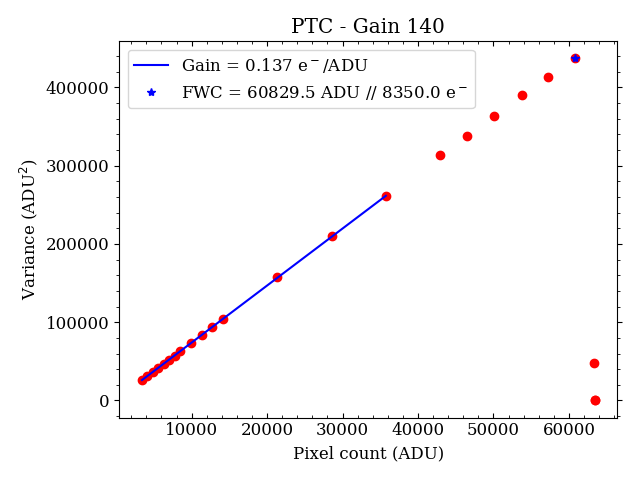 PTC - Gain 140
Gain = 0.137 e⁻/ADU
FWC = 60829.5 ADU // 8350.0 e⁻
Variance (ADU²)
400000
300000
200000
100000
0
10000 20000 30000 40000 50000 60000
Pixel count (ADU)